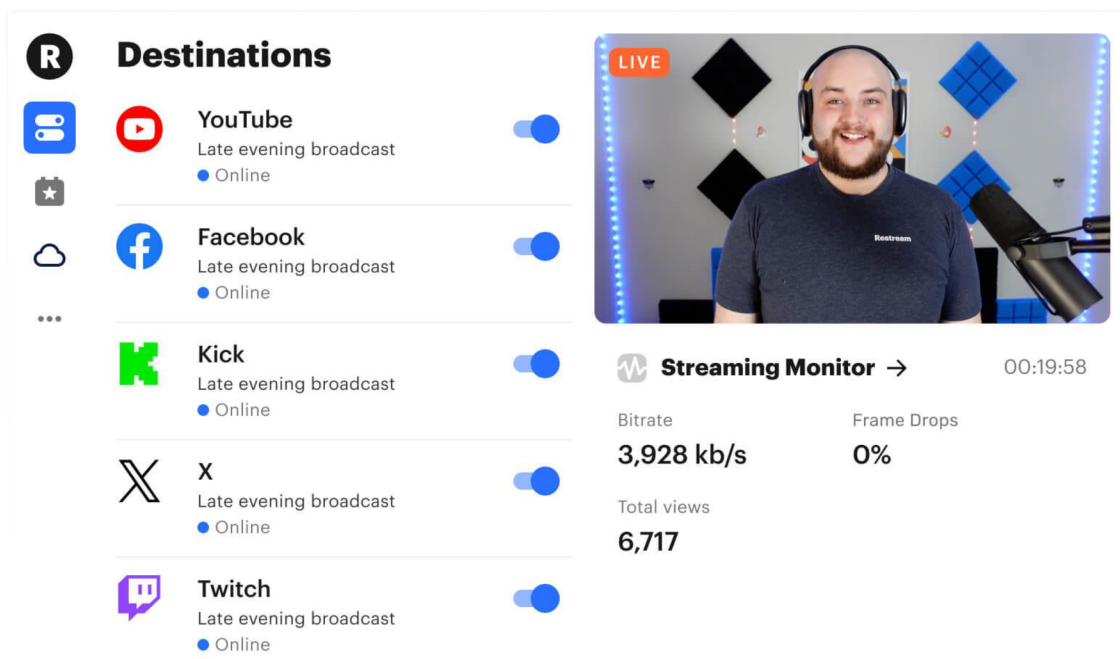 R
Destinations
YouTube
Late evening broadcast
Online
Facebook
Late evening broadcast
Online
Kick
Late evening broadcast
Online
X
Late evening broadcast
Online
Twitch
Late evening broadcast
Online
LIVE
Restream
Streaming Monitor →
00:19:58
Bitrate
3,928 kb/s
Frame Drops
0%
Total views
6,717